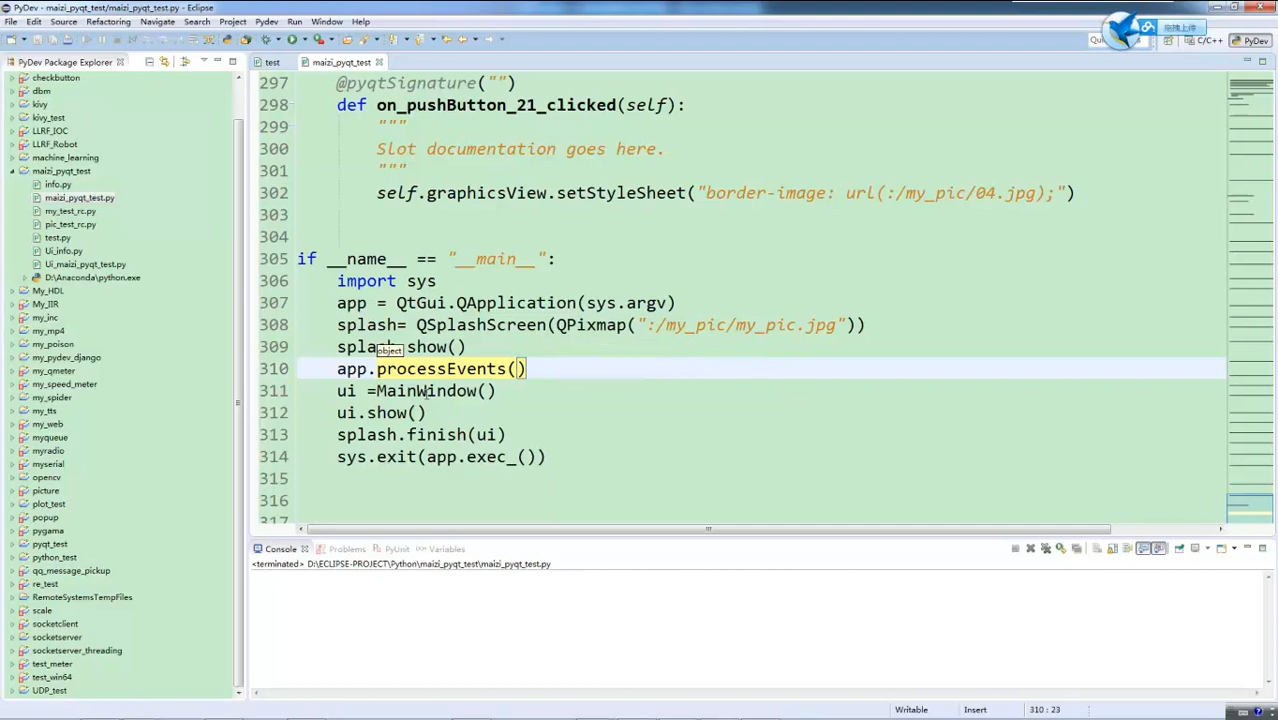 PyDev - maizi_pyqt_test/maizi_pyqt_test.py - Eclipse
File Edit Source Refactoring Navigate Search Project Pydev Run Window Help
拖拽上传
C/C++ PyDev
PyDev Package Explorer
test maizi_pyqt_test
checkbutton
dbm
kivy
kivy_test
LLRF_IOC
LLRF_Robot
machine_learning
maizi_pyqt_test
info.py
maizi_pyqt_test.py
my_test_rc.py
pic_test_rc.py
test.py
Ui_info.py
Ui_maizi_pyqt_test.py
D:\Anaconda\python.exe
My_HDL
My_IIR
my_inc
my_mp4
my_poison
my_pydev_django
my_speed_meter
my_spider
my_tts
my_web
myqueue
myradio
myserial
opencv
picture
plot_test
popup
pygama
pyqt_test
python_test
qq_message_pickup
re_test
RemoteSystemsTempFiles
scale
socketclient
socketserver
socketserver_threading
test_meter
test_win64
UDP_test
297 @pyqtSignature("")
298 def on_pushButton_21_clicked(self):
299 """
300 Slot documentation goes here.
301 """
302 self.graphicsView.setStyleSheet("border-image: url(:/my_pic/04.jpg);")
303
304
305 if __name__ == "__main__":
306 import sys
307 app = QtGui.QApplication(sys.argv)
308 splash= QSplashScreen(QPixmap(":/my_pic/my_pic.jpg"))
309 splash.show()
object
310 app.processEvents()
311 ui =MainWindow()
312 ui.show()
313 splash.finish(ui)
314 sys.exit(app.exec_())
315
316
317
Console Problems PyUnit Variables
<terminated> D:\ECLIPSE-PROJECT\Python\maizi_pyqt_test\maizi_pyqt_test.py
Writable Insert 310 : 23